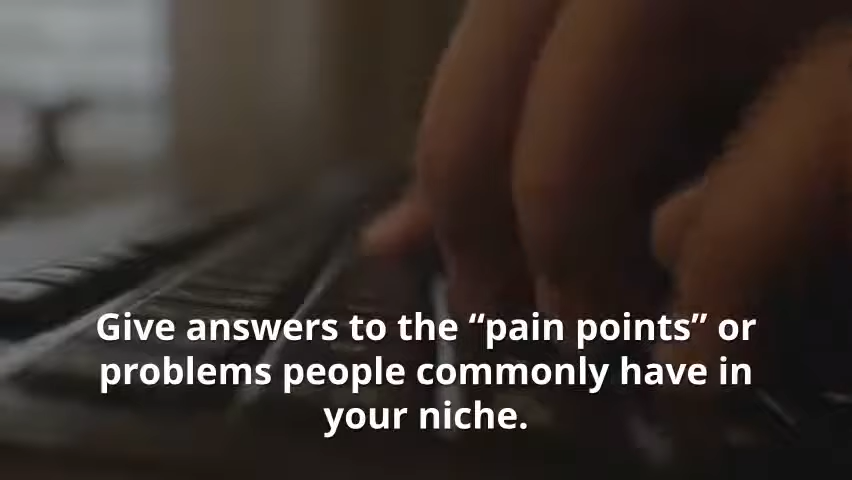 Give answers to the “pain points” or
problems people commonly have in
your niche.